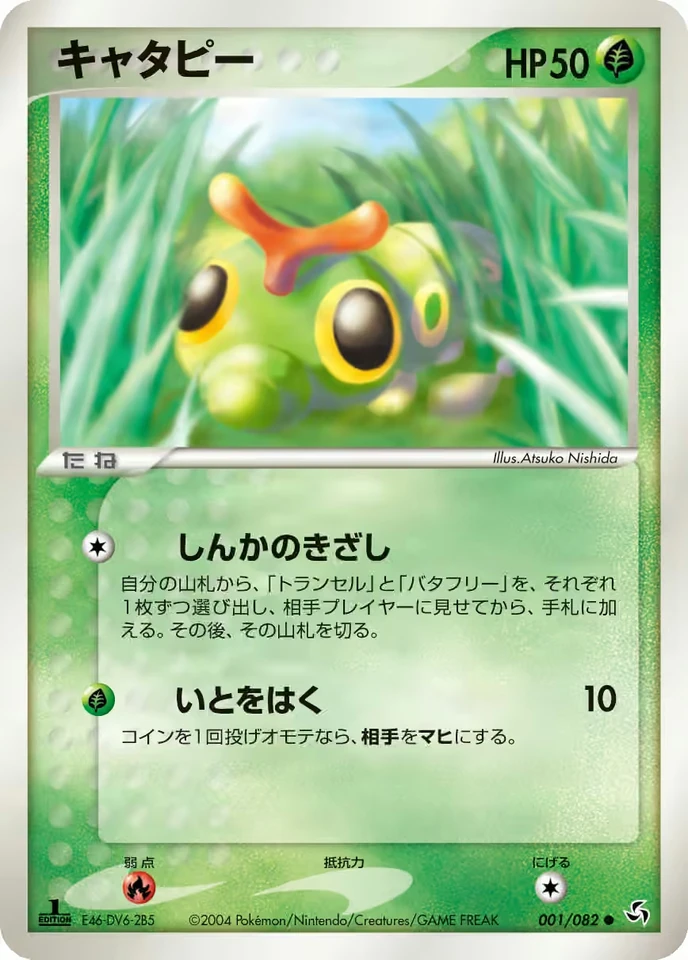 キャタピー HP50
たね Illus.Atsuko Nishida
しんかのきざし
自分の山札から、「トランセル」と「バタフリー」を、それぞれ
1枚ずつ選び出し、相手プレイヤーに見せてから、手札に加
える。その後、その山札を切る。
いとをはく 10
コインを1回投げオモテなら、相手をマヒにする。
弱点 抵抗力 にげる
1 EDITION E46-DV6-2B5 ©2004 Pokémon/Nintendo/Creatures/GAME FREAK 001/082 ●